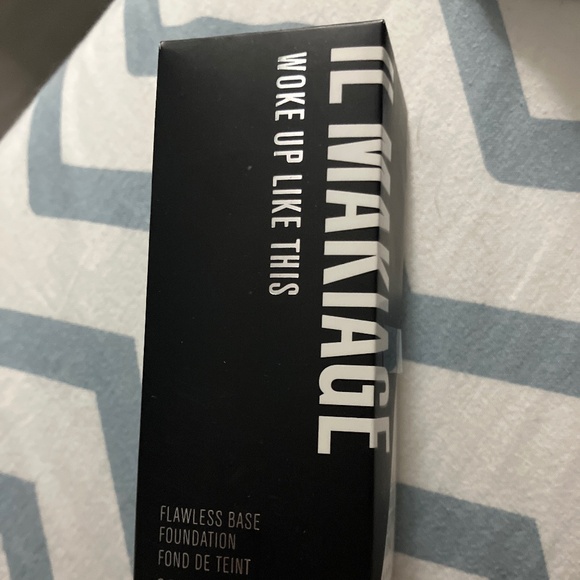 IL MAKIAGE
WOKE UP LIKE THIS
FLAWLESS BASE
FOUNDATION
FOND DE TEINT